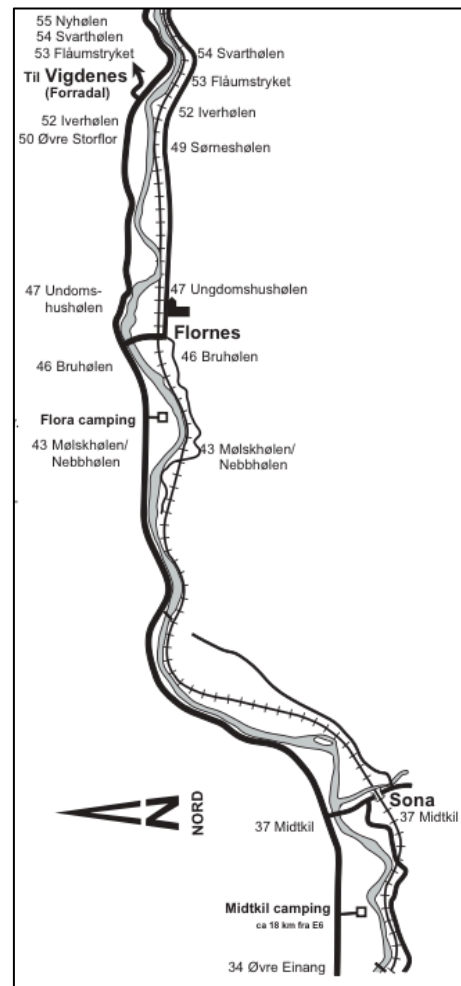 55 Nyhølen
54 Svarthølen
53 Flåumstryket
Til Vigdenes
(Forradal)
54 Svarthølen
53 Flåumstryket
52 Iverhølen
52 Iverhølen
50 Øvre Storflor
49 Sørneshølen
47 Undoms-
hushølen
47 Ungdomshushølen
Flornes
46 Bruhølen
46 Bruhølen
Flora camping
43 Mølskhølen/
Nebbhølen
43 Mølskhølen/
Nebbhølen
N
NORD
Sona
37 Midtkil
37 Midtkil
Midtkil camping
ca 18 km fra E6
34 Øvre Einang